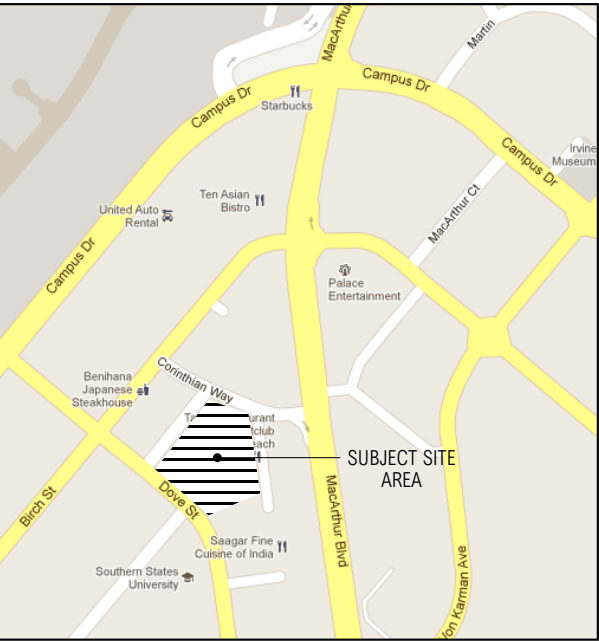 MacArthur
Martin
Campus Dr
Campus Dr
Starbucks
Campus Dr
Irvine
Museum
Ten Asian
Bistro
United Auto
Rental
MacArthur Ct
Campus Dr
Palace
Entertainment
Corinthian Way
Benihana
Japanese
Steakhouse
SUBJECT SITE
AREA
Dove St
Birch St
MacArthur Blvd
Saagar Fine
Cuisine of India
Southern States
University
Von Karman Ave